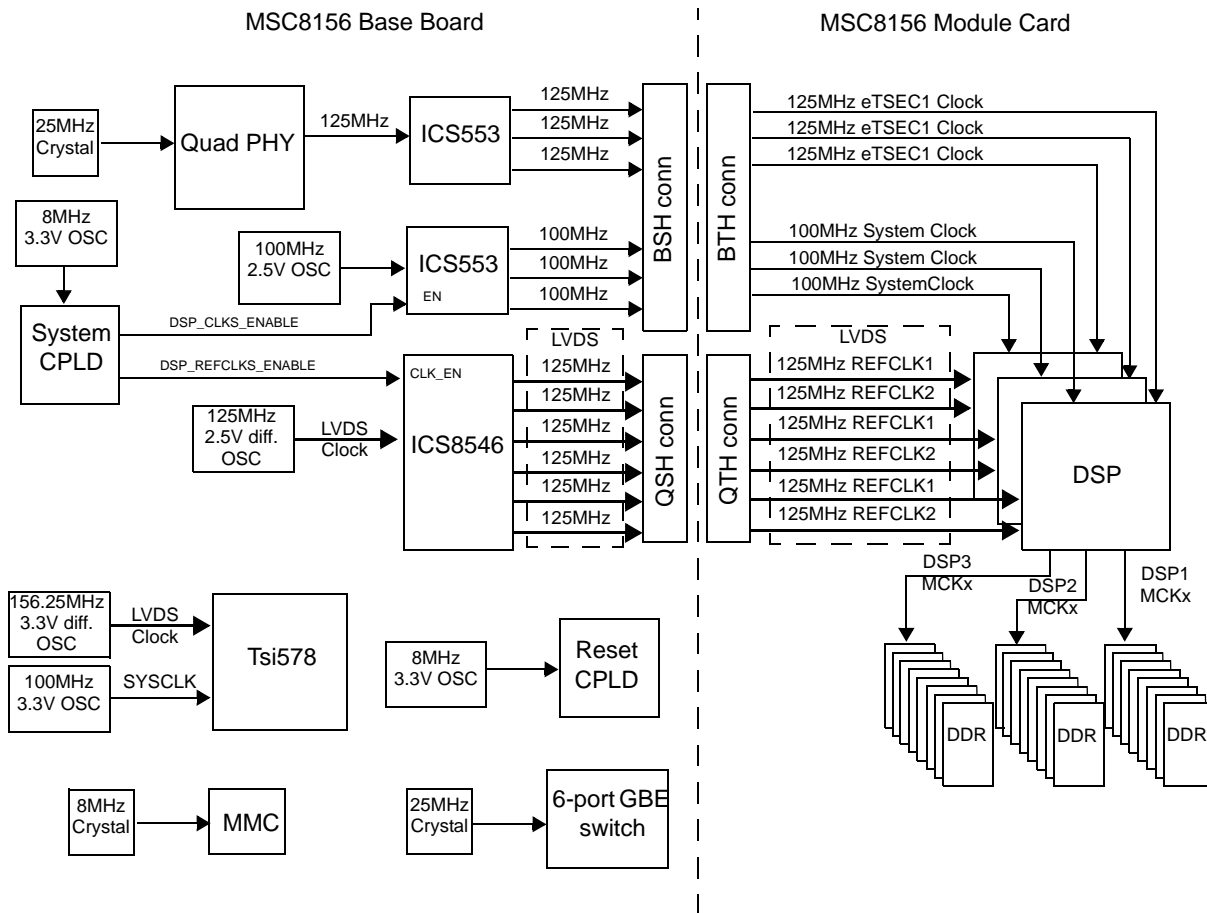 MSC8156 Base Board
MSC8156 Module Card
25MHz
Crystal
Quad PHY
125MHz
ICS553
125MHz
125MHz
125MHz
BSH conn
BTH conn
125MHz eTSEC1 Clock
125MHz eTSEC1 Clock
125MHz eTSEC1 Clock
8MHz
3.3V OSC
100MHz
2.5V OSC
ICS553
EN
100MHz
100MHz
100MHz
100MHz System Clock
100MHz System Clock
100MHz SystemClock
System
CPLD
DSP_CLKS_ENABLE
DSP_REFCLKS_ENABLE
125MHz
2.5V diff.
OSC
LVDS
Clock
CLK_EN
ICS8546
LVDS
125MHz
125MHz
125MHz
125MHz
125MHz
125MHz
QSH conn
QTH conn
LVDS
125MHz REFCLK1
125MHz REFCLK2
125MHz REFCLK1
125MHz REFCLK2
125MHz REFCLK1
125MHz REFCLK2
DSP
DSP3
MCKx
DSP2
MCKx
DSP1
MCKx
DDR
DDR
DDR
156.25MHz
3.3V diff.
OSC
LVDS
Clock
100MHz
3.3V OSC
SYSCLK
Tsi578
8MHz
3.3V OSC
Reset
CPLD
8MHz
Crystal
MMC
25MHz
Crystal
6-port GBE
switch